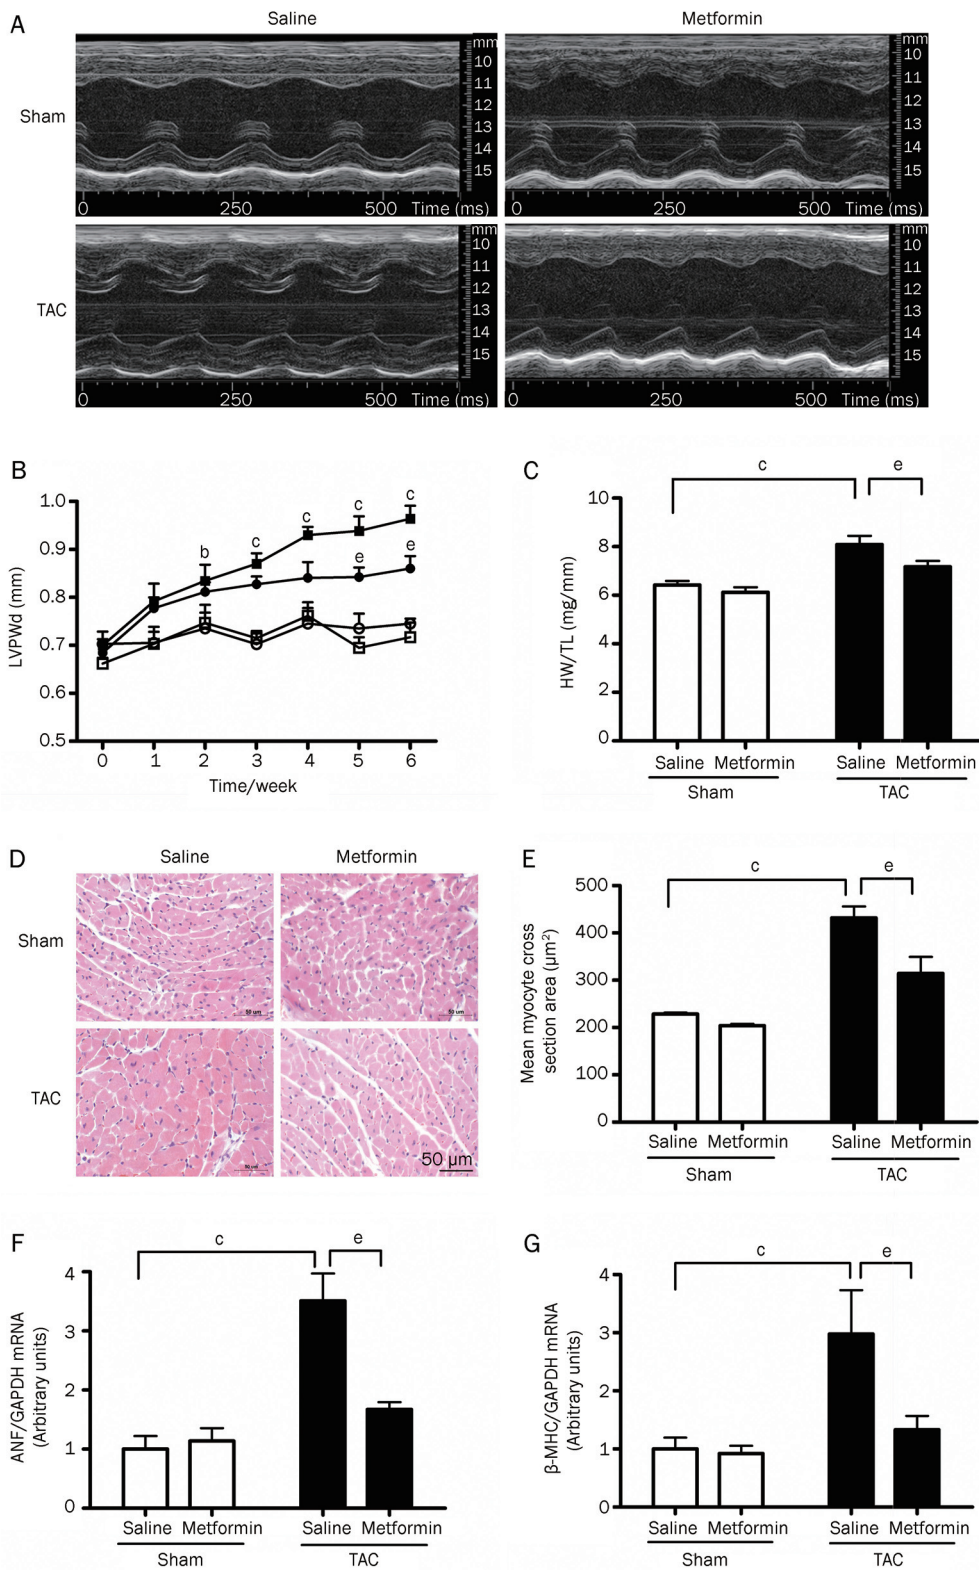 A
Saline
Metformin
Sham
mm
10
11
12
13
14
15
0
250
500
Time (ms)
mm
10
11
12
13
14
15
0
250
500
Time (ms)
TAC
mm
10
11
12
13
14
15
0
250
500
Time (ms)
mm
10
11
12
13
14
15
0
250
500
Time (ms)
B
LVPWd (mm)
1.0
0.9
0.8
0.7
0.6
0.5
b
c
c
c
c
e
e
0 1 2 3 4 5 6
Time/week
C
HW/TL (mg/mm)
10
8
6
4
2
0
c
e
Saline Metformin Saline Metformin
Sham TAC
D
Saline Metformin
Sham
50 um
50 um
TAC
50 um
50 µm
E
Mean myocyte cross
section area (µm²)
500
400
300
200
100
0
c
e
Saline Metformin Saline Metformin
Sham TAC
F
ANF/GAPDH mRNA
(Arbitrary units)
4
3
2
1
0
c
e
Saline Metformin Saline Metformin
Sham TAC
G
β-MHC/GAPDH mRNA
(Arbitrary units)
4
3
2
1
0
c
e
Saline Metformin Saline Metformin
Sham TAC